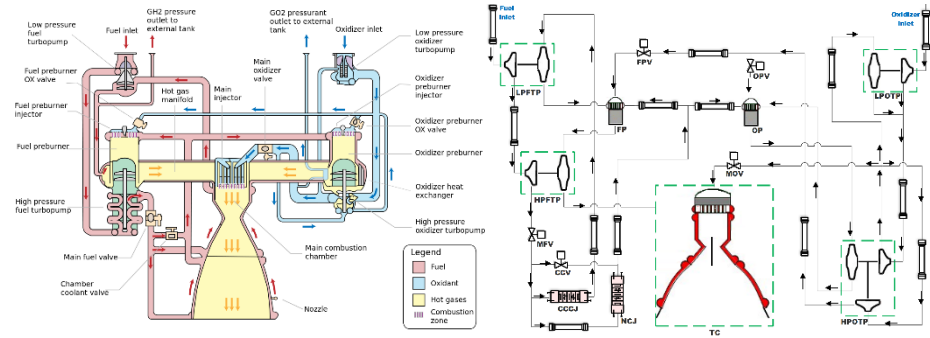 Low pressure
fuel
turbopump
GH2 pressure
outlet to
external tank
Fuel inlet
GO2 pressurant
outlet to external
tank
Oxidizer inlet
Low pressure
oxidizer
turbopump
Fuel preburner
OX valve
Hot gas
manifold
Main
injector
Main
oxidizer
valve
Oxidizer
preburner
injector
Fuel preburner
injector
Oxidizer preburner
OX valve
Fuel preburner
Oxidizer preburner
Oxidizer heat
exchanger
High pressure
fuel turbopump
High pressure
oxidizer turbopump
Main fuel valve
Main combustion
chamber
Chamber
coolant valve
Nozzle
Legend
Fuel
Oxidant
Hot gases
Combustion
zone
Fuel
Inlet
Oxidizer
Inlet
FPV
OPV
LPFTP
LPOTP
FP
OP
MOV
HPFTP
MFV
CCV
CCCJ
NCJ
TC
HPOTP